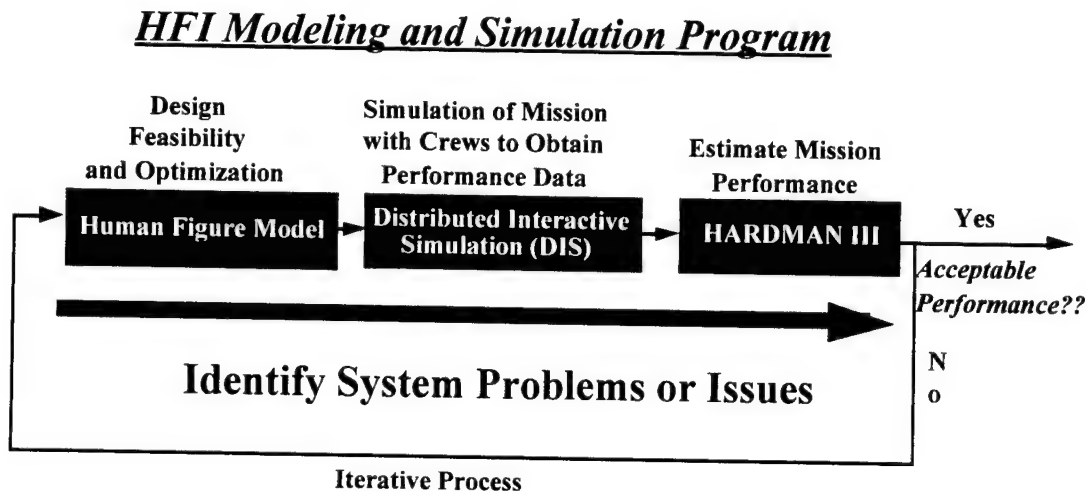 HFI Modeling and Simulation Program
Design
Feasibility
and Optimization
Simulation of Mission
with Crews to Obtain
Performance Data
Estimate Mission
Performance
Human Figure Model
Distributed Interactive
Simulation (DIS)
HARDMAN III
Yes
Acceptable
Performance??
Identify System Problems or Issues
N
o
Iterative Process